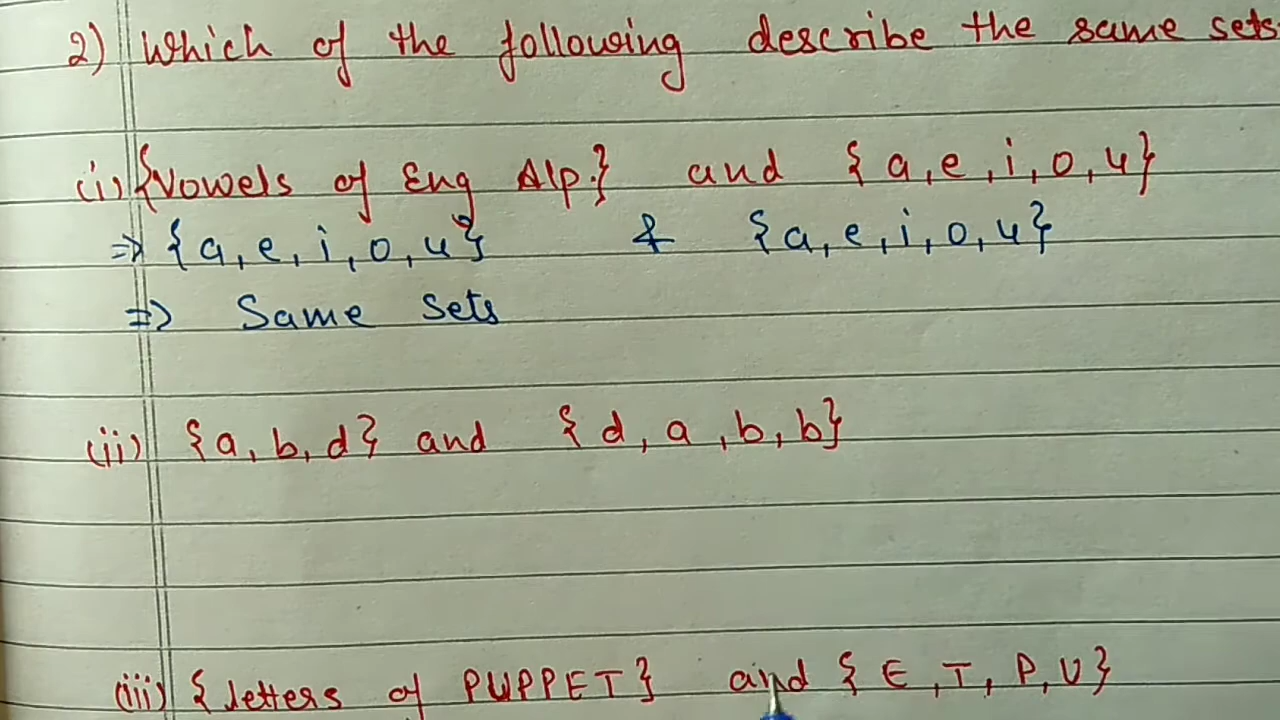 2) Which of the following describe the same sets
(i) {Vowels of Eng Alp.} and {a, e, i, o, u}
⇒ {a, e, i, o, u} & {a, e, i, o, u}
⇒ Same sets
(ii) {a, b, d} and {d, a, b, b}
(iii) {letters of PUPPET} and {E, T, P, U}